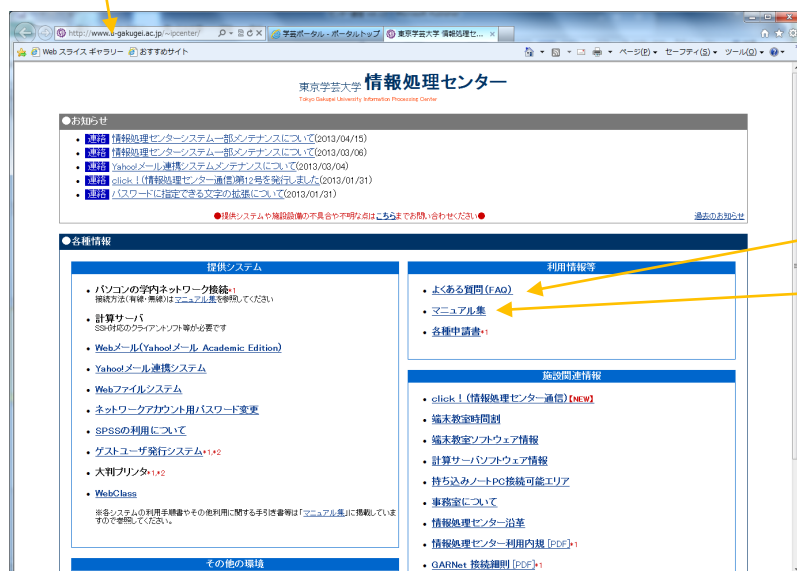 http://www.u-gakugei.ac.jp/~ipcenter/
学芸ポータル - ポータルトップ
東京学芸大学 情報処理セ...
Web スライス ギャラリー
おすすめサイト
ページ(P)
セーフティ(S)
ツール(O)
東京学芸大学 情報処理センター
Tokyo Gakugei University Information Processing Center
●お知らせ
連絡 情報処理センターシステム一部メンテナンスについて(2013/04/15)
連絡 情報処理センターシステム一部メンテナンスについて(2013/03/06)
連絡 Yahoo!メール連携システムメンテナンスについて(2013/03/04)
連絡 click！(情報処理センター通信)第12号を発行しました(2013/01/31)
連絡 パスワードに指定できる文字の拡張について(2013/01/31)
●提供システムや施設設備の不具合や不明な点はこちらまでお問い合わせください●
過去のお知らせ
●各種情報
提供システム
パソコンの学内ネットワーク接続*1
接続方法(有線・無線)はマニュアル集を参照してください
計算サーバ
SSH対応のクライアントソフト等が必要です
Webメール(Yahoo!メール Academic Edition)
Yahoo!メール連携システム
Webファイルシステム
ネットワークアカウント用パスワード変更
SPSSの利用について
ゲストユーザ発行システム*1,*2
大判プリンタ*1,*2
WebClass
※各システムの利用手順書やその他利用に関する手引き書等は「マニュアル集」に掲載していま
すので参照してください。
その他の環境
利用情報等
よくある質問(FAQ)
マニュアル集
各種申請書*1
施設関連情報
click！(情報処理センター通信)【NEW】
端末教室時間割
端末教室ソフトウェア情報
計算サーバソフトウェア情報
持ち込みノートPC接続可能エリア
事務室について
情報処理センター沿革
情報処理センター利用内規 [PDF]*1
GARNet 接続細則 [PDF]*1